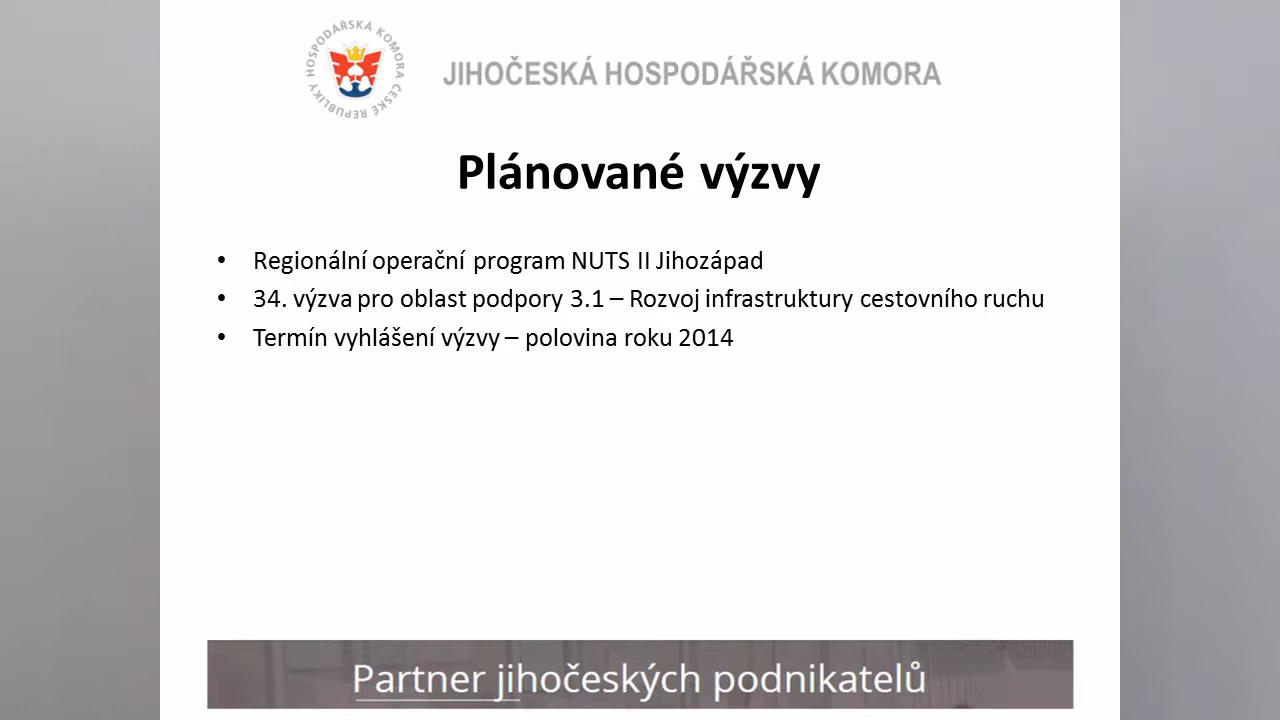 HOSPODÁŘSKÁ KOMORA ČESKÉ REPUBLIKY
JIHOČESKÁ HOSPODÁŘSKÁ KOMORA
Plánované výzvy
• Regionální operační program NUTS II Jihozápad
• 34. výzva pro oblast podpory 3.1 – Rozvoj infrastruktury cestovního ruchu
• Termín vyhlášení výzvy – polovina roku 2014
Partner jihočeských podnikatelů